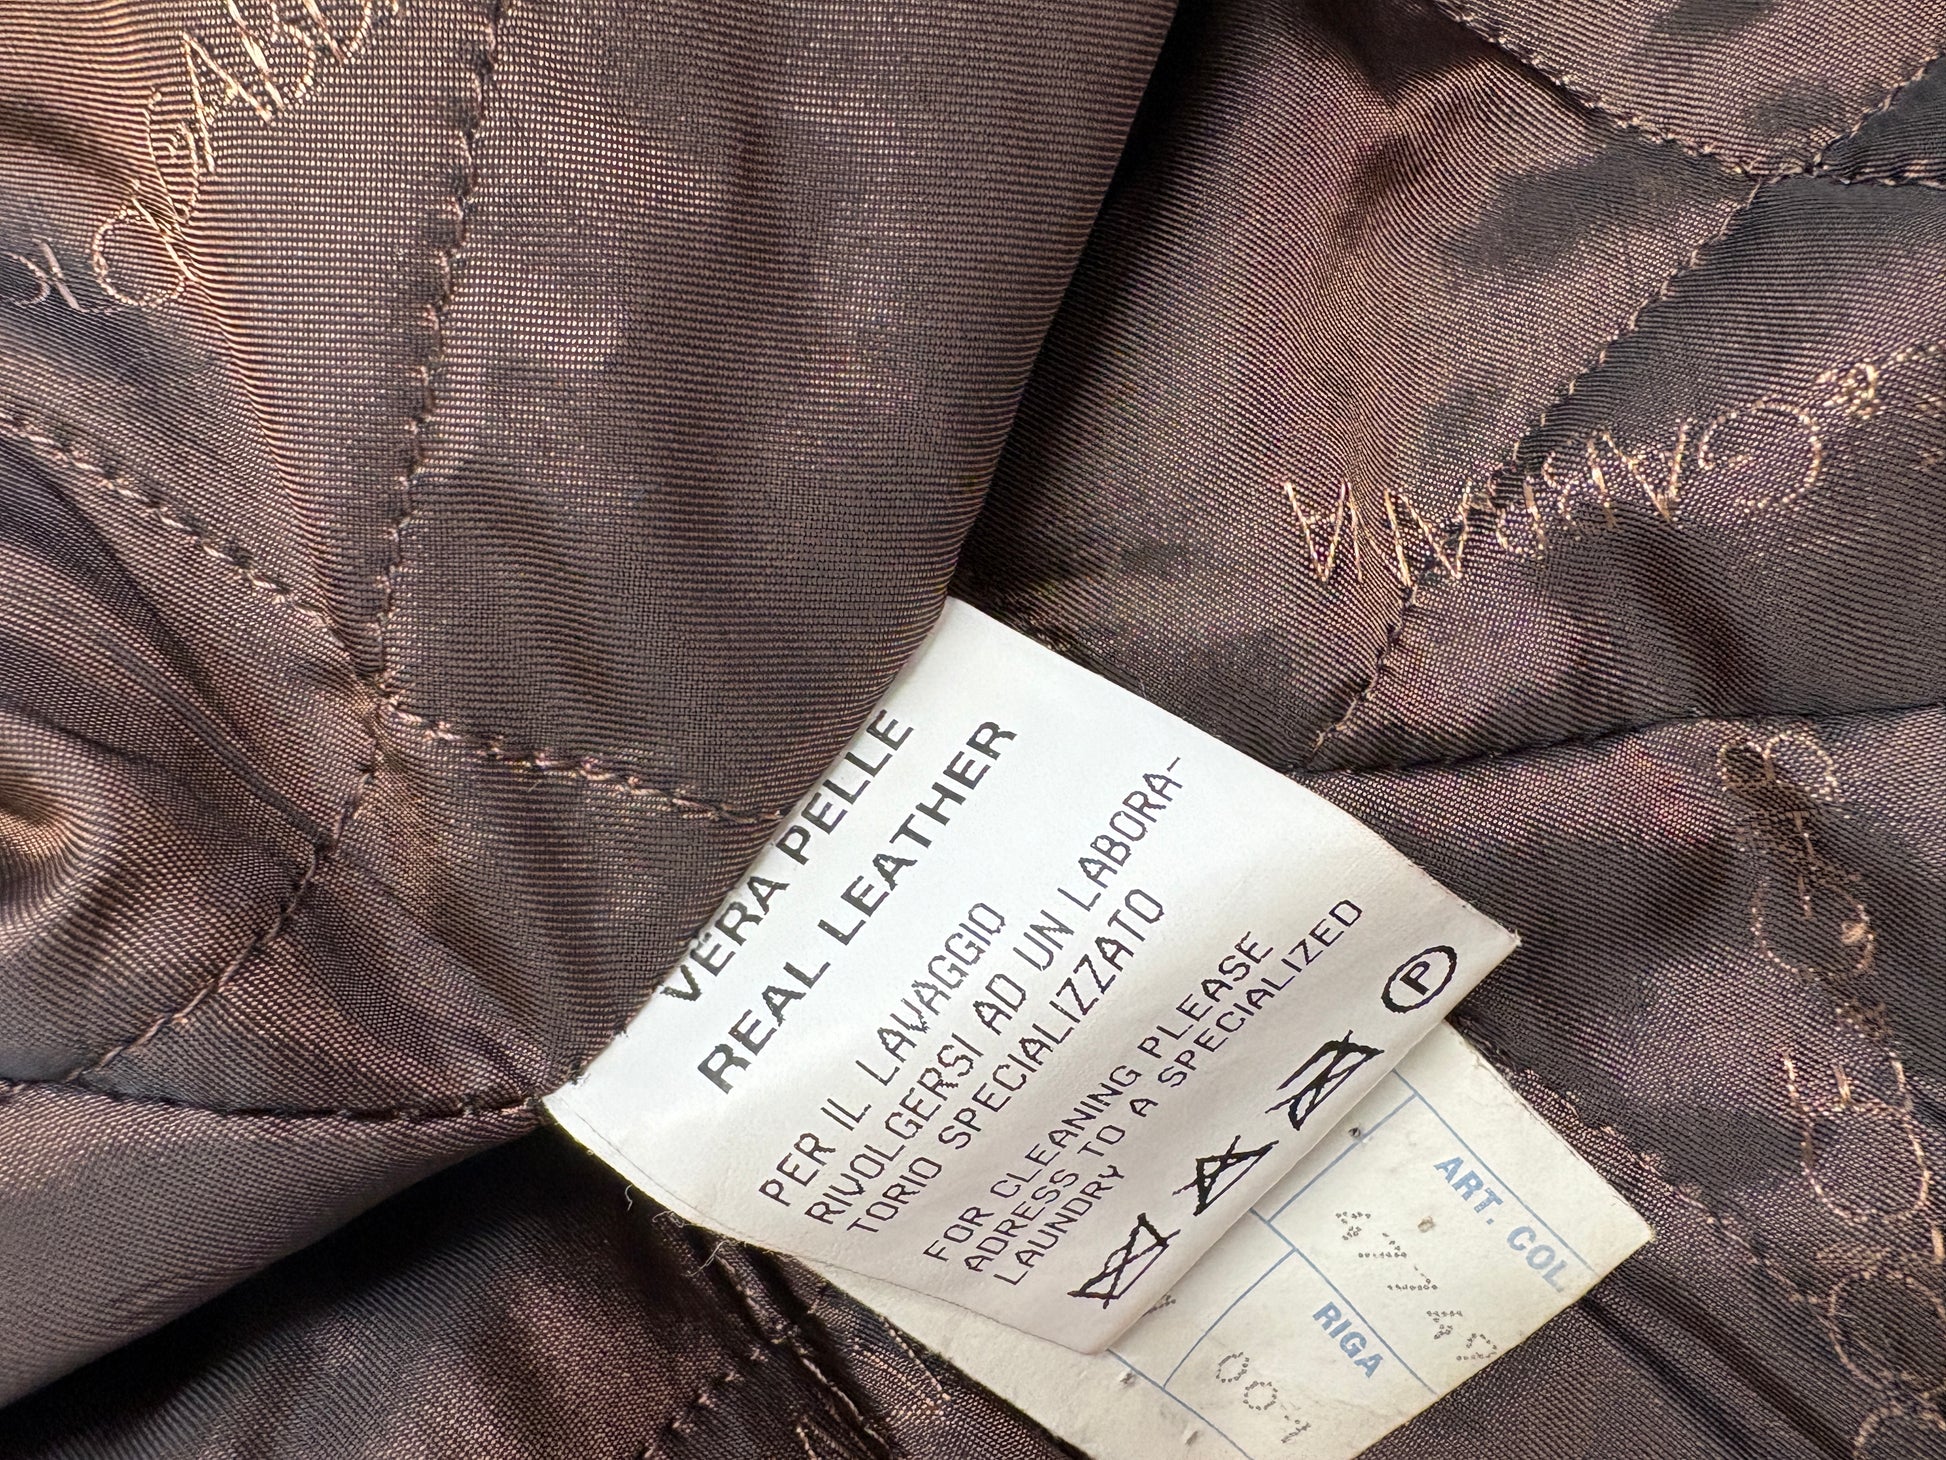 VERA PELLE
REAL LEATHER
PER IL LAVAGGIO
RIVOLGERSI AD UN LABORA-
TORIO SPECIALIZZATO
FOR CLEANING PLEASE
ADRESS TO A SPECIALIZED
LAUNDRY
P
ART. COL
RIGA